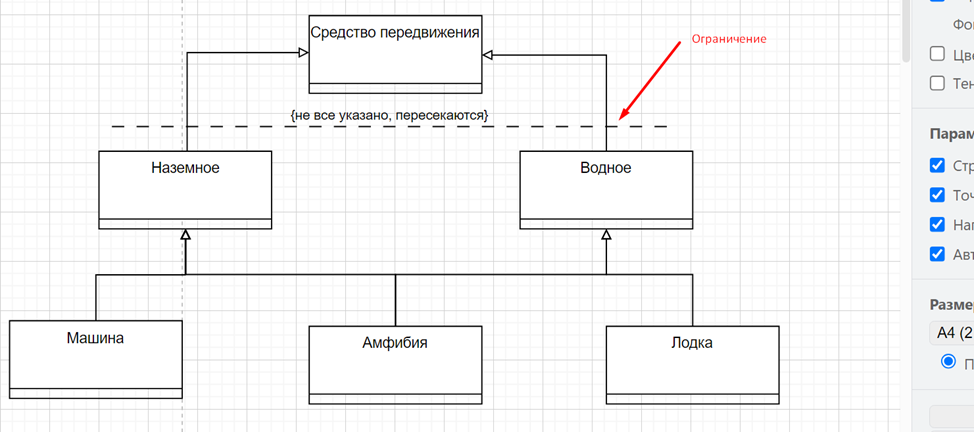 Средство передвижения
Ограничение
{не все указано, пересекаются}
Наземное
Водное
Машина
Амфибия
Лодка
Фо
Цве
Тен
Парам
Стр
Точ
Наг
Авт
Разме
A4 (2
П